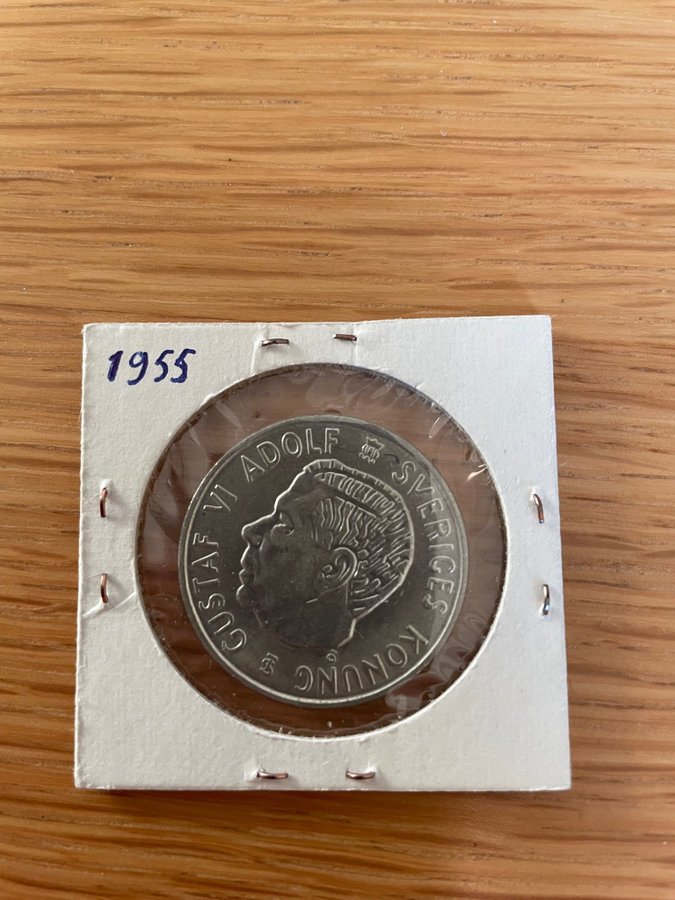 1955
GUSTAF VI ADOLF SVERIGES KONUNG